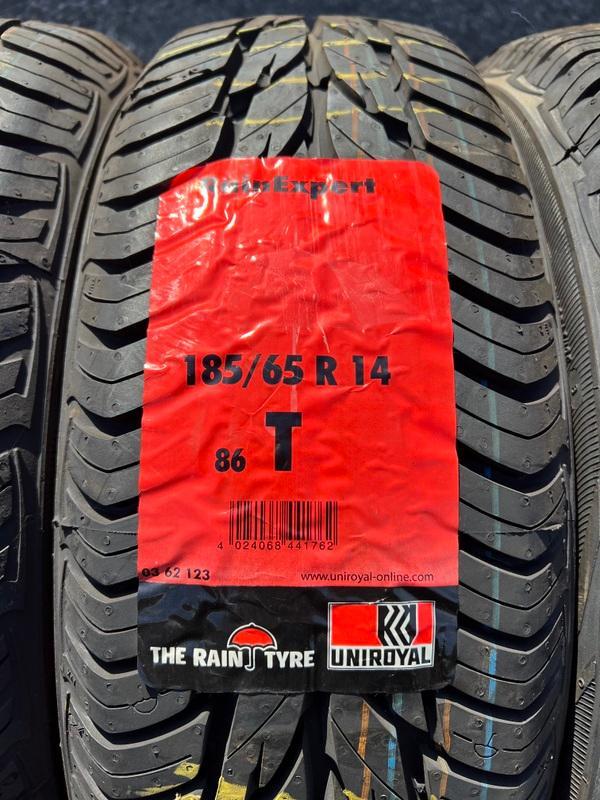 RainExpert
185/65 R 14
86 T
4 024068 441762
03 62 123 www.uniroyal-online.com
THE RAIN TYRE UNIROYAL
6